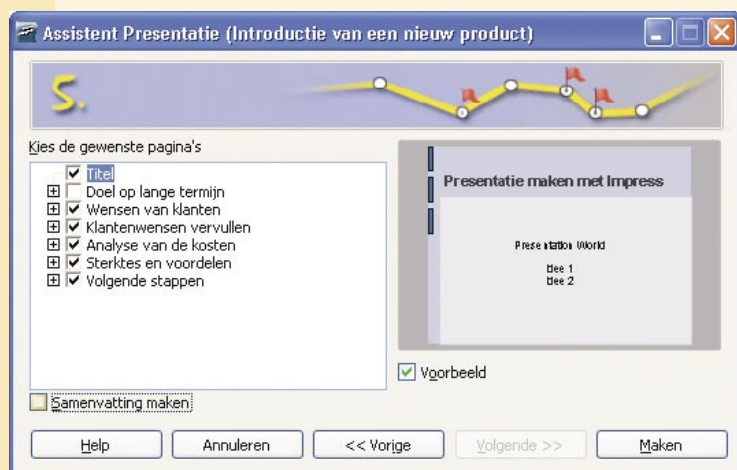 Assistent Presentatie (Introductie van een nieuw product)
5.
Kies de gewenste pagina's
Titel
Doel op lange termijn
Wensen van klanten
Klantenwensen vervullen
Analyse van de kosten
Sterktes en voordelen
Volgende stappen
Presentatie maken met Impress
Presentation World
Idee 1
Idee 2
Voorbeeld
Samenvatting maken
Help
Annuleren
<< Vorige
Volgende >>
Maken